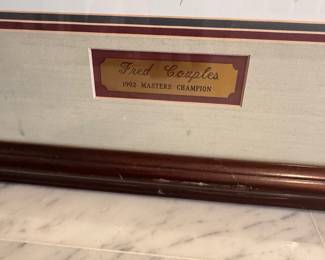 Fred Couples
1992 MASTERS CHAMPION